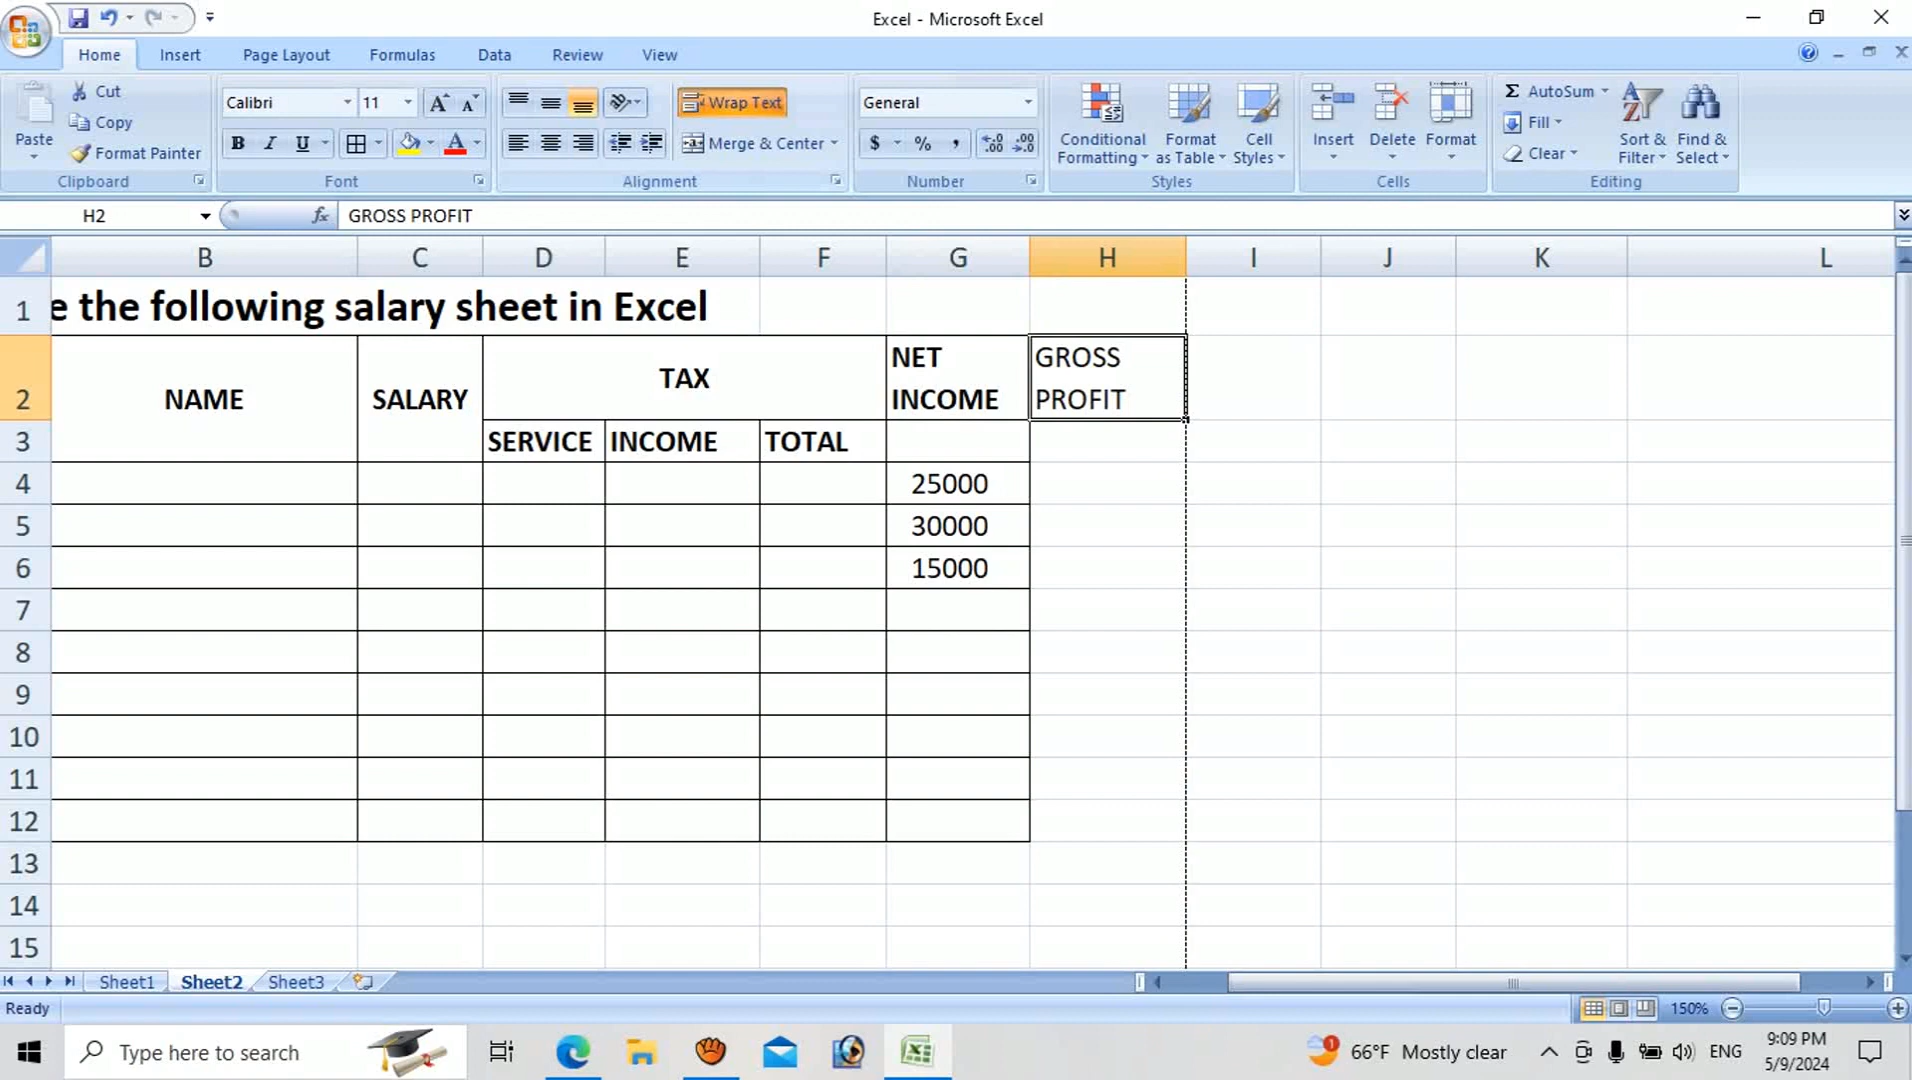 Excel - Microsoft Excel
Home Insert Page Layout Formulas Data Review View
Paste
Cut
Copy
Format Painter
Clipboard
Calibri 11
A A
B I U A
Font
Wrap Text
Merge & Center
Alignment
General
$ % , .0 .00 .00 .0
Number
Conditional Formatting
Format as Table
Cell Styles
Styles
Insert Delete Format
Cells
Σ AutoSum
Fill
Clear
Sort & Filter
Find & Select
Editing
H2 fx GROSS PROFIT
B C D E F G H I J K L
1 e the following salary sheet in Excel
2 NAME SALARY TAX NET INCOME GROSS PROFIT
3 SERVICE INCOME TOTAL
4 25000
5 30000
6 15000
7
8
9
10
11
12
13
14
15
Sheet1 Sheet2 Sheet3
Ready 150%
Type here to search 66°F Mostly clear ENG 9:09 PM
5/9/2024